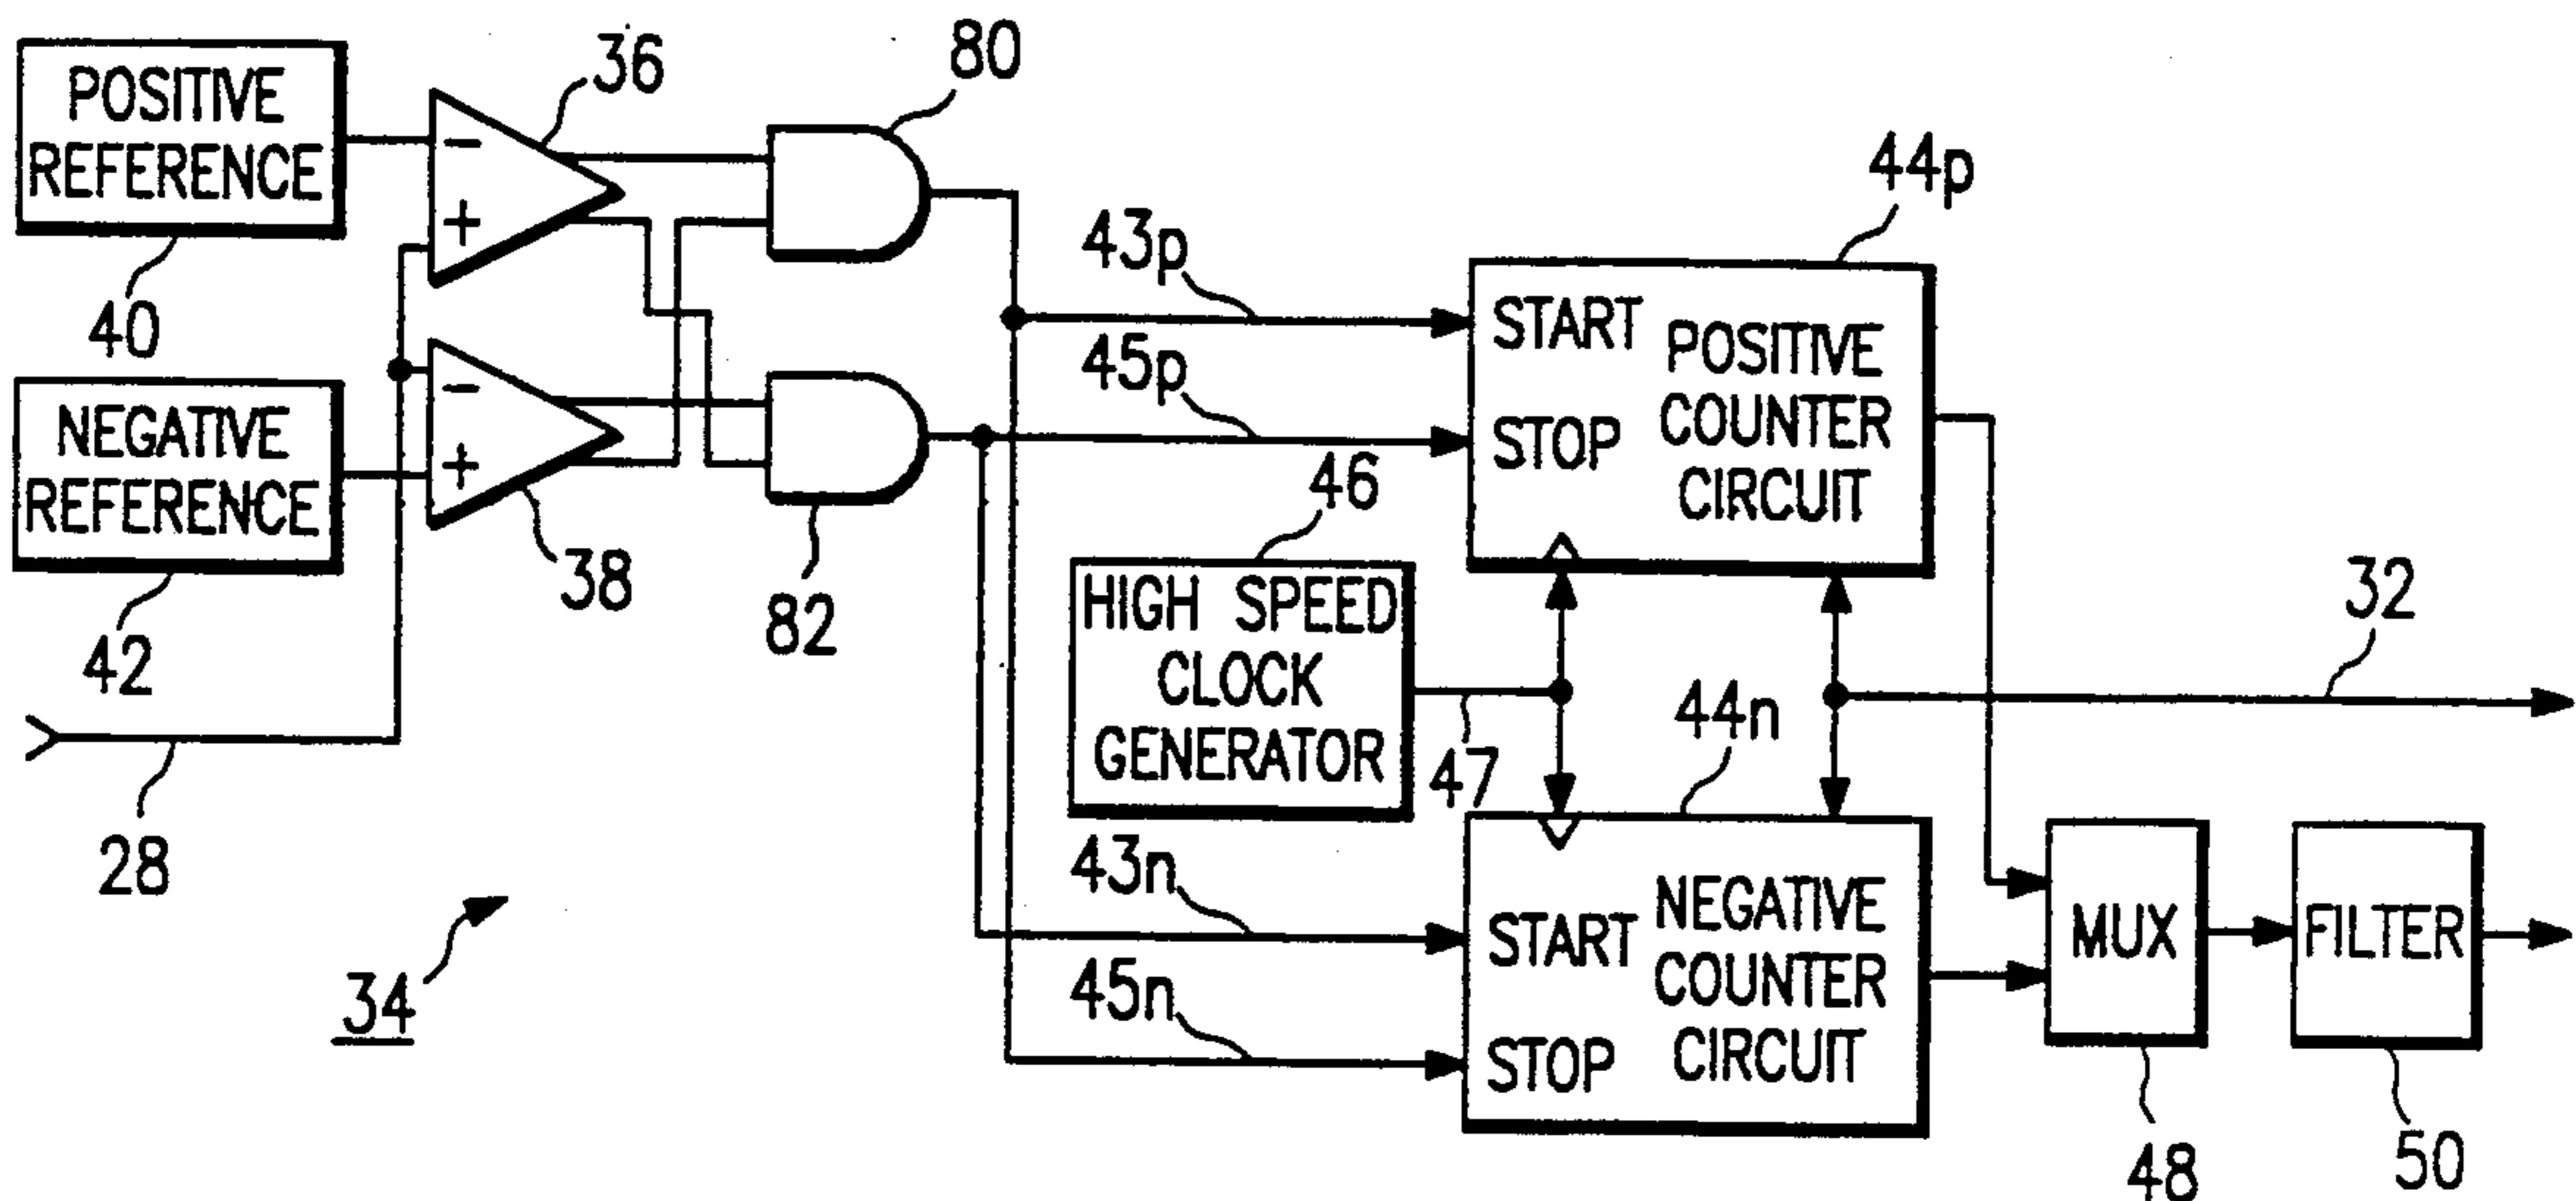 POSITIVE
REFERENCE
40
NEGATIVE
REFERENCE
42
28
34
-
+
36
-
+
38
80
82
43p
45p
44p
START
STOP
POSITIVE
COUNTER
CIRCUIT
46
HIGH SPEED
CLOCK
GENERATOR
47
32
44n
43n
45n
START
STOP
NEGATIVE
COUNTER
CIRCUIT
MUX
48
FILTER
50